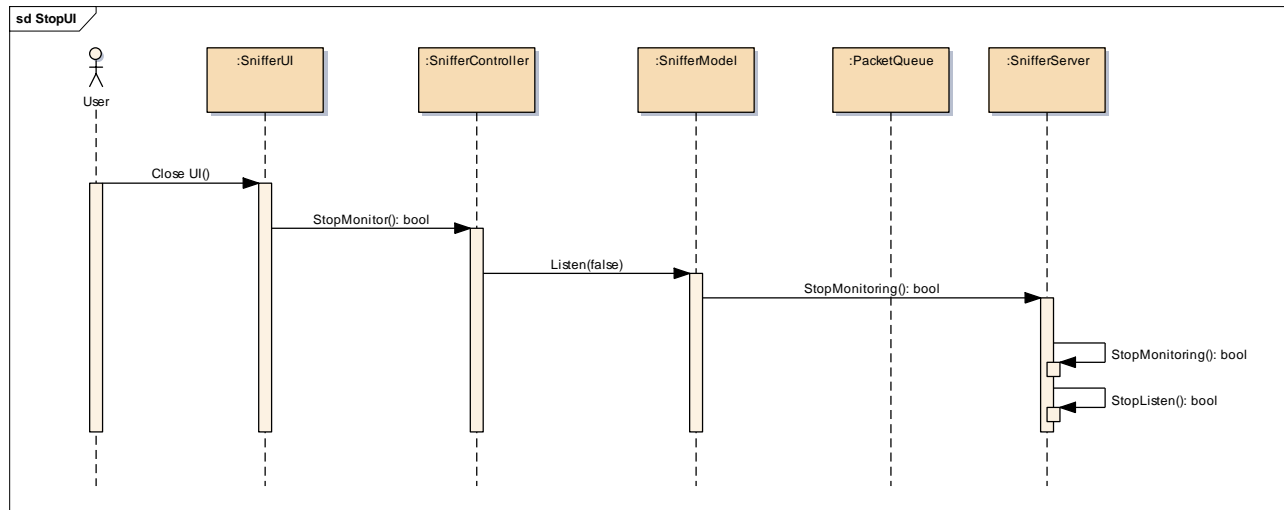 sd StopUI
:SnifferUI
:SnifferController
:SnifferModel
:PacketQueue
:SnifferServer
User
Close UI()
StopMonitor(): bool
Listen(false)
StopMonitoring(): bool
StopMonitoring(): bool
StopListen(): bool